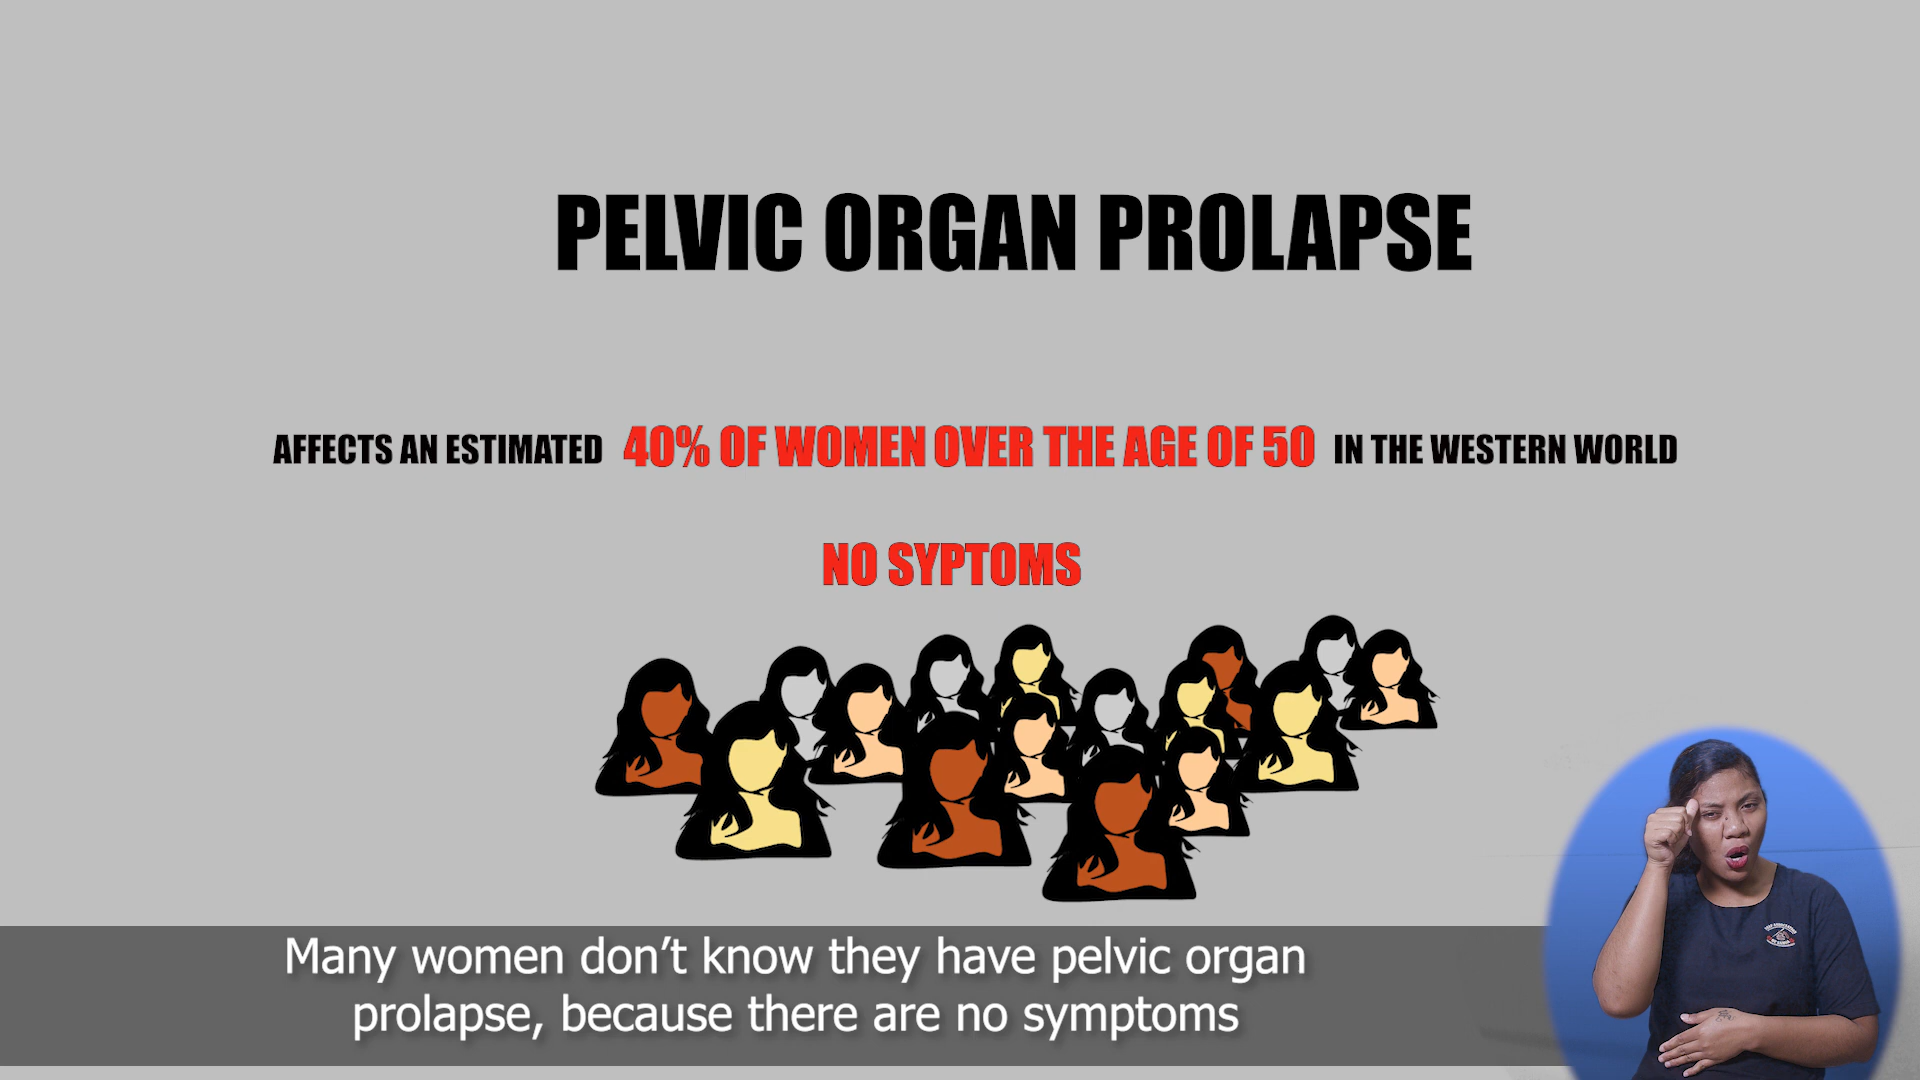 PELVIC ORGAN PROLAPSE
AFFECTS AN ESTIMATED 40% OF WOMEN OVER THE AGE OF 50 IN THE WESTERN WORLD
NO SYPTOMS
Many women don't know they have pelvic organ
prolapse, because there are no symptoms